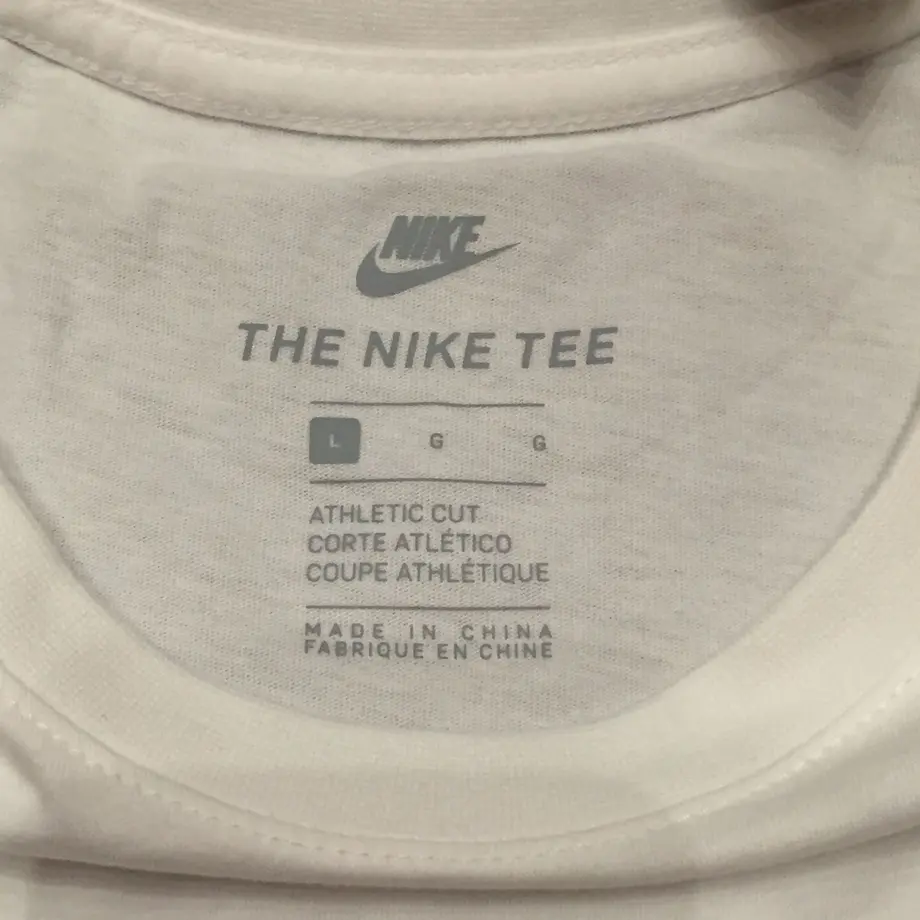 NIKE
THE NIKE TEE
L G G
ATHLETIC CUT
CORTE ATLÉTICO
COUPE ATHLÉTIQUE
MADE IN CHINA
FABRIQUE EN CHINE